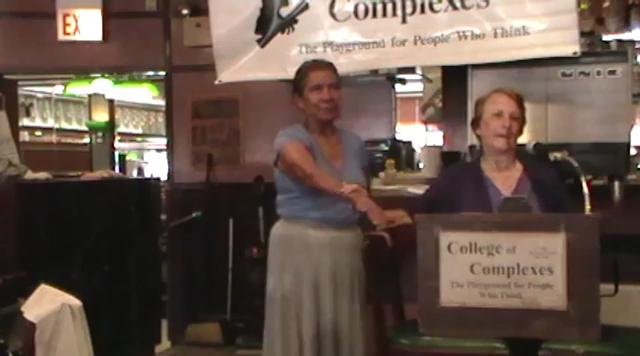 EX
Complexes
The Playground for People Who Think
College of
Complexes
The Playground for People
Who Think